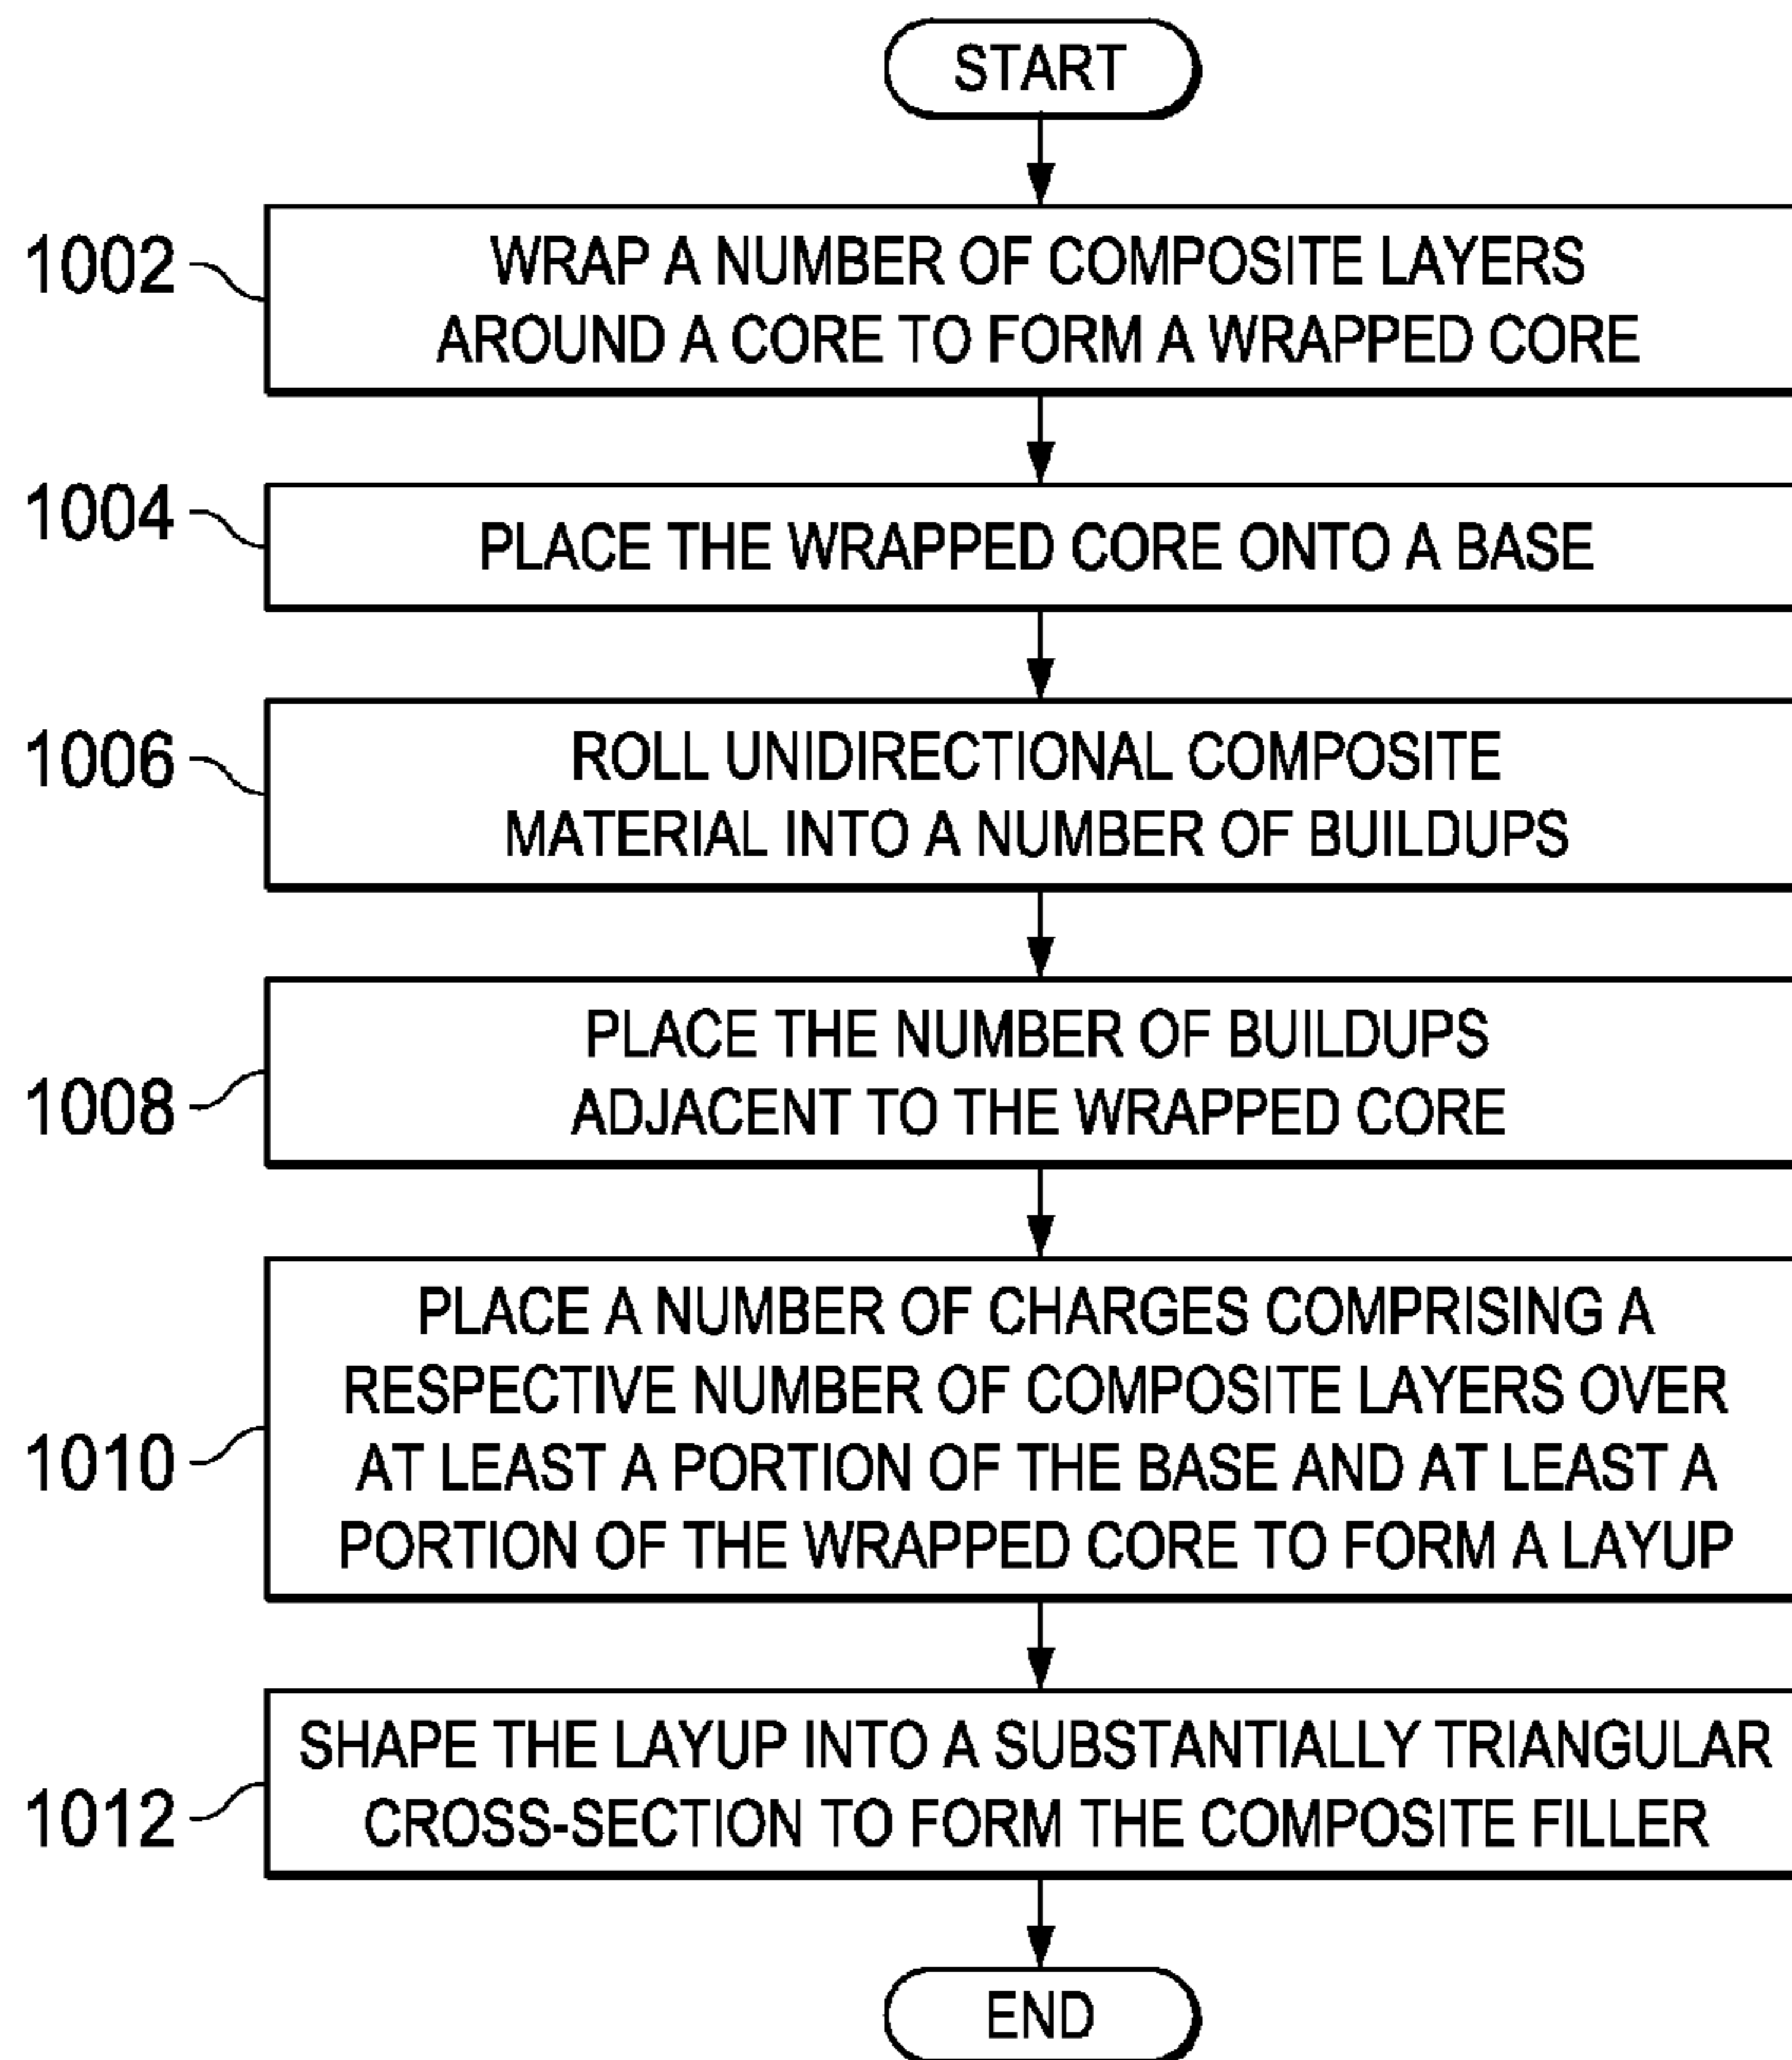 START
1002
WRAP A NUMBER OF COMPOSITE LAYERS
AROUND A CORE TO FORM A WRAPPED CORE
1004
PLACE THE WRAPPED CORE ONTO A BASE
1006
ROLL UNIDIRECTIONAL COMPOSITE
MATERIAL INTO A NUMBER OF BUILDUPS
1008
PLACE THE NUMBER OF BUILDUPS
ADJACENT TO THE WRAPPED CORE
1010
PLACE A NUMBER OF CHARGES COMPRISING A
RESPECTIVE NUMBER OF COMPOSITE LAYERS OVER
AT LEAST A PORTION OF THE BASE AND AT LEAST A
PORTION OF THE WRAPPED CORE TO FORM A LAYUP
1012
SHAPE THE LAYUP INTO A SUBSTANTIALLY TRIANGULAR
CROSS-SECTION TO FORM THE COMPOSITE FILLER
END